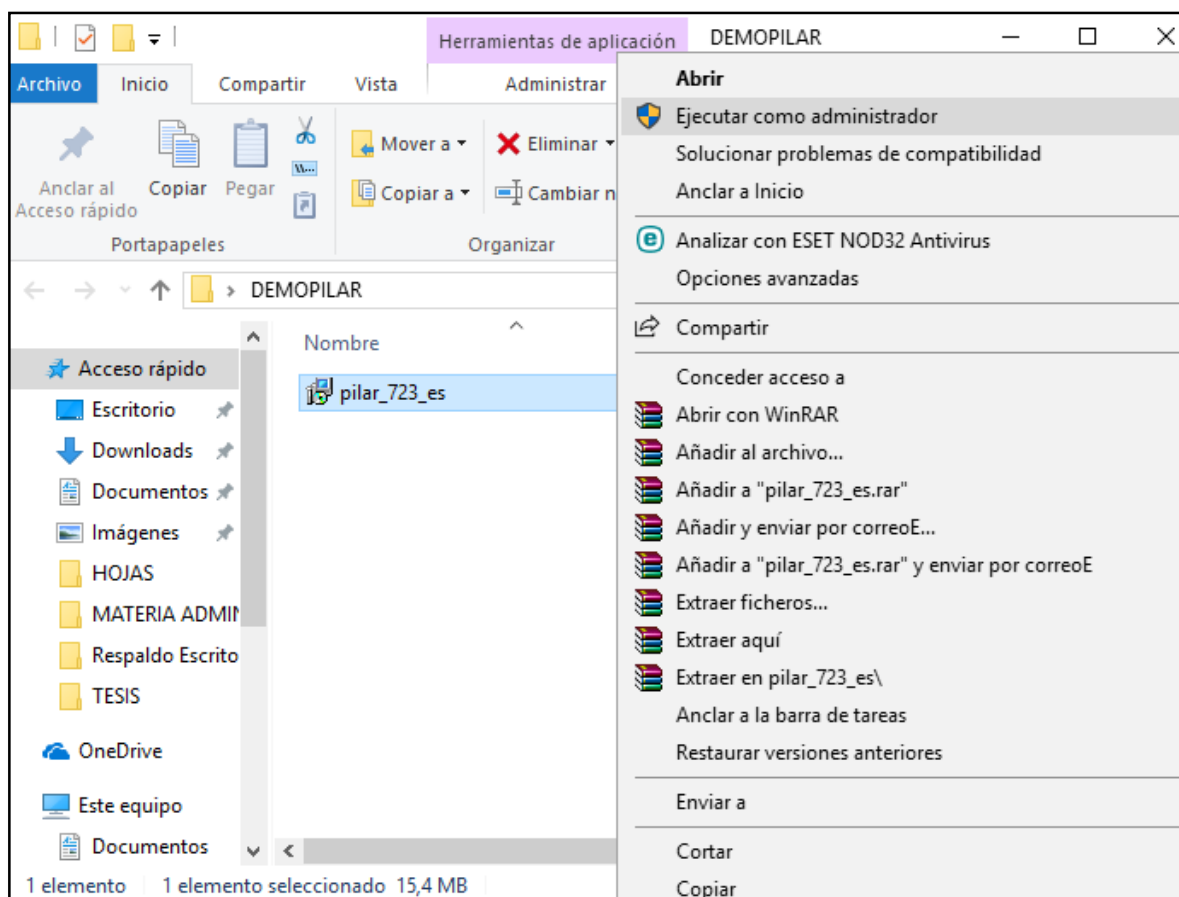 Herramientas de aplicación
DEMOPILAR
Archivo
Inicio
Compartir
Vista
Administrar
Anclar al
Acceso rápido
Copiar
Pegar
Mover a
Copiar a
Eliminar
Cambiar n
Portapapeles
Organizar
DEMOPILAR
Acceso rápido
Escritorio
Downloads
Documentos
Imágenes
HOJAS
MATERIA ADMIN
Respaldo Escrito
TESIS
OneDrive
Este equipo
Documentos
Nombre
pilar_723_es
1 elemento
1 elemento seleccionado 15,4 MB
Abrir
Ejecutar como administrador
Solucionar problemas de compatibilidad
Anclar a Inicio
Analizar con ESET NOD32 Antivirus
Opciones avanzadas
Compartir
Conceder acceso a
Abrir con WinRAR
Añadir al archivo...
Añadir a "pilar_723_es.rar"
Añadir y enviar por correoE...
Añadir a "pilar_723_es.rar" y enviar por correoE
Extraer ficheros...
Extraer aquí
Extraer en pilar_723_es\
Anclar a la barra de tareas
Restaurar versiones anteriores
Enviar a
Cortar
Copiar